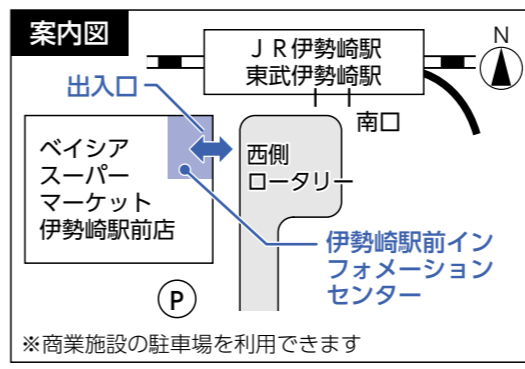 案内図
JR伊勢崎駅
東武伊勢崎駅
N
出入口
南口
ベイシア
スーパー
マーケット
伊勢崎駅前店
西側
ロータリー
伊勢崎駅前イン
フォメーション
センター
P
※商業施設の駐車場を利用できます